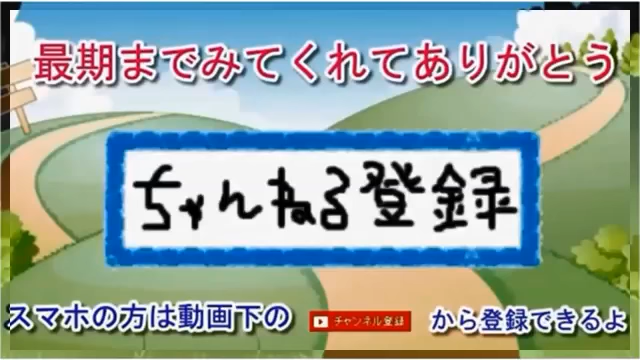 最期までみてくれてありがとう
ちゃんねる登録
スマホの方は動画下の チャンネル登録 から登録できるよ